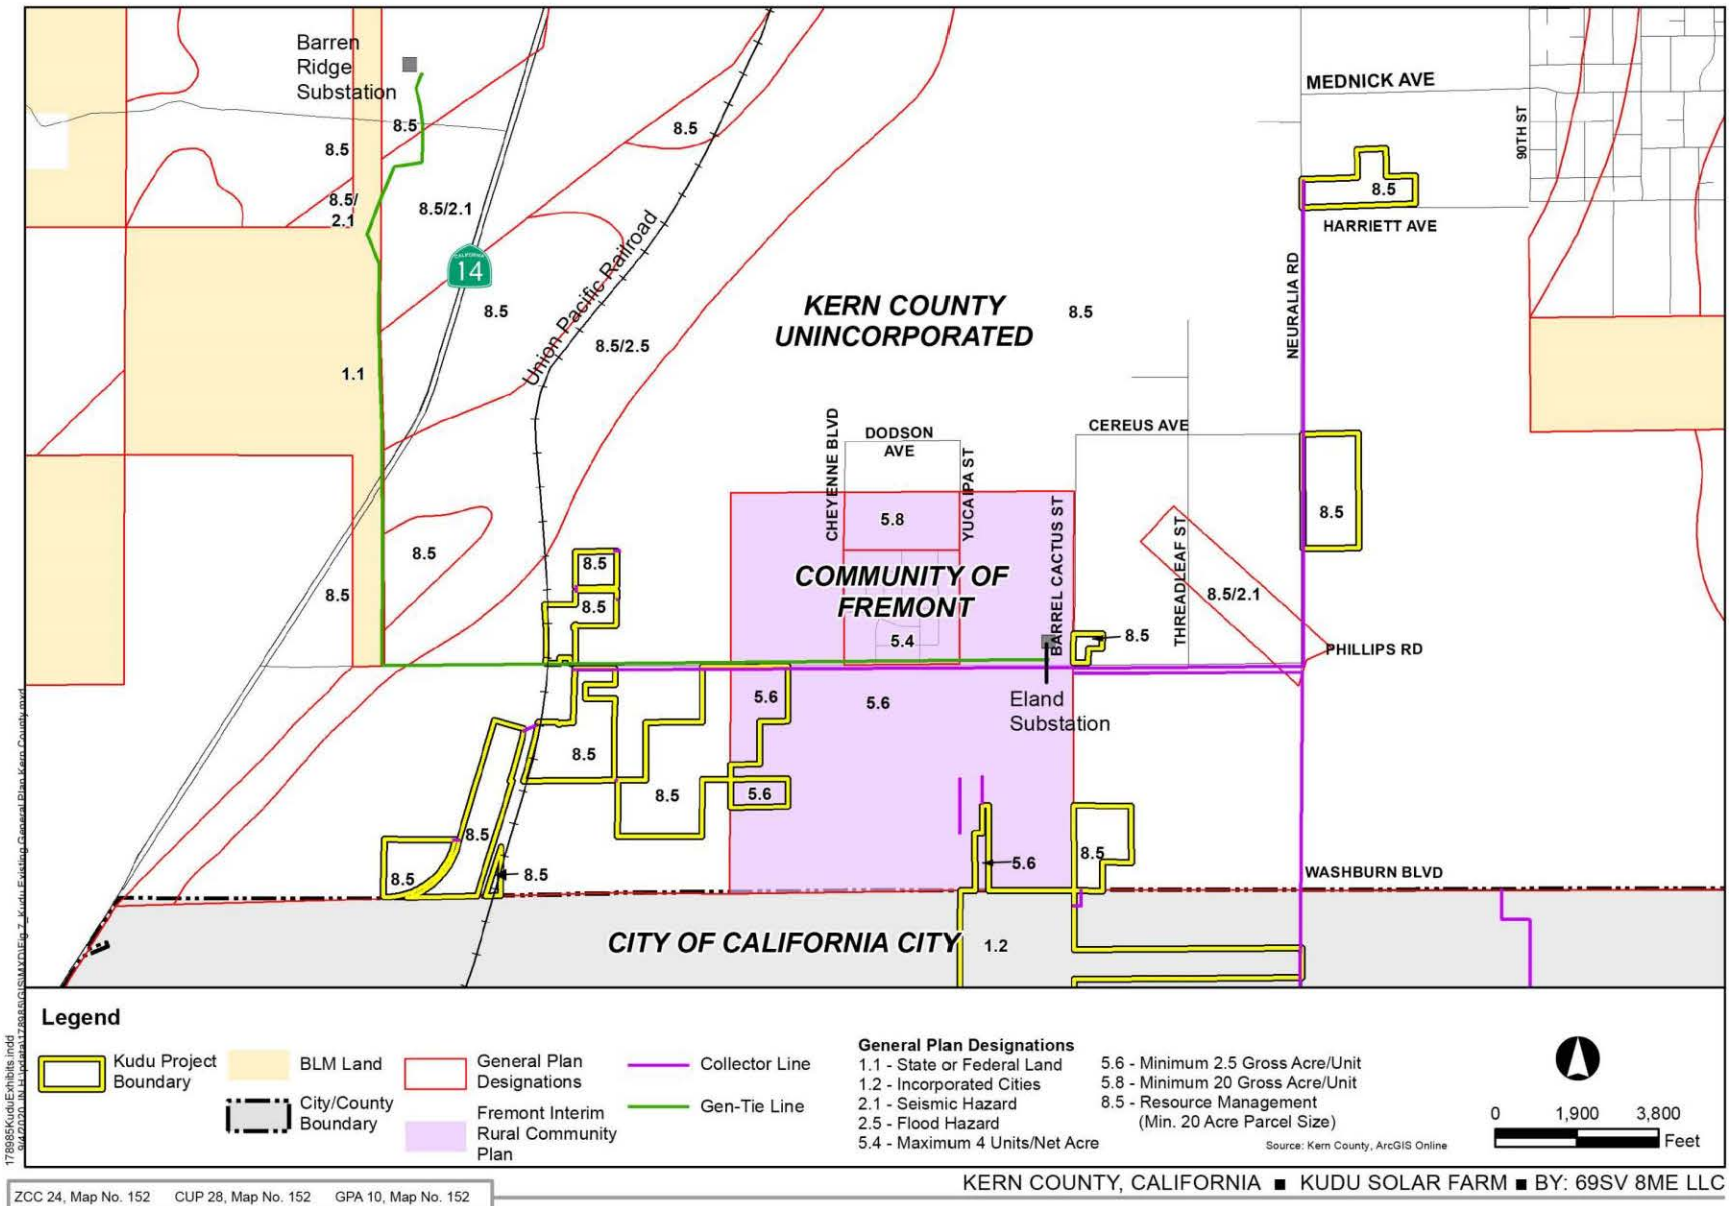 Barren
Ridge
Substation
8.5
8.5
8.5/
2.1
8.5/2.1
CALIFORNIA
14
8.5
8.5
Union Pacific Railroad
8.5/2.5
1.1
KERN COUNTY
UNINCORPORATED
8.5
MEDNICK AVE
90TH ST
8.5
HARRIETT AVE
NEURALIA RD
CHEYENNE BLVD
DODSON
AVE
YUCAIPA ST
CEREUS AVE
BARREL CACTUS ST
THREADLEAF ST
8.5
5.8
COMMUNITY OF
FREMONT
5.4
8.5
8.5
8.5
8.5
8.5/2.1
8.5
PHILLIPS RD
Eland
Substation
5.6
5.6
8.5
8.5
5.6
8.5
8.5
8.5
5.6
8.5
WASHBURN BLVD
CITY OF CALIFORNIA CITY
1.2
Legend
Kudu Project
Boundary
BLM Land
City/County
Boundary
General Plan
Designations
Fremont Interim
Rural Community
Plan
Collector Line
Gen-Tie Line
General Plan Designations
1.1 - State or Federal Land
1.2 - Incorporated Cities
2.1 - Seismic Hazard
2.5 - Flood Hazard
5.4 - Maximum 4 Units/Net Acre
5.6 - Minimum 2.5 Gross Acre/Unit
5.8 - Minimum 20 Gross Acre/Unit
8.5 - Resource Management
(Min. 20 Acre Parcel Size)
Source: Kern County, ArcGIS Online
0 1,900 3,800
Feet
178985KuduExhibits.indd
ZCC 24, Map No. 152 CUP 28, Map No. 152 GPA 10, Map No. 152
KERN COUNTY, CALIFORNIA ■ KUDU SOLAR FARM ■ BY: 69SV 8ME LLC